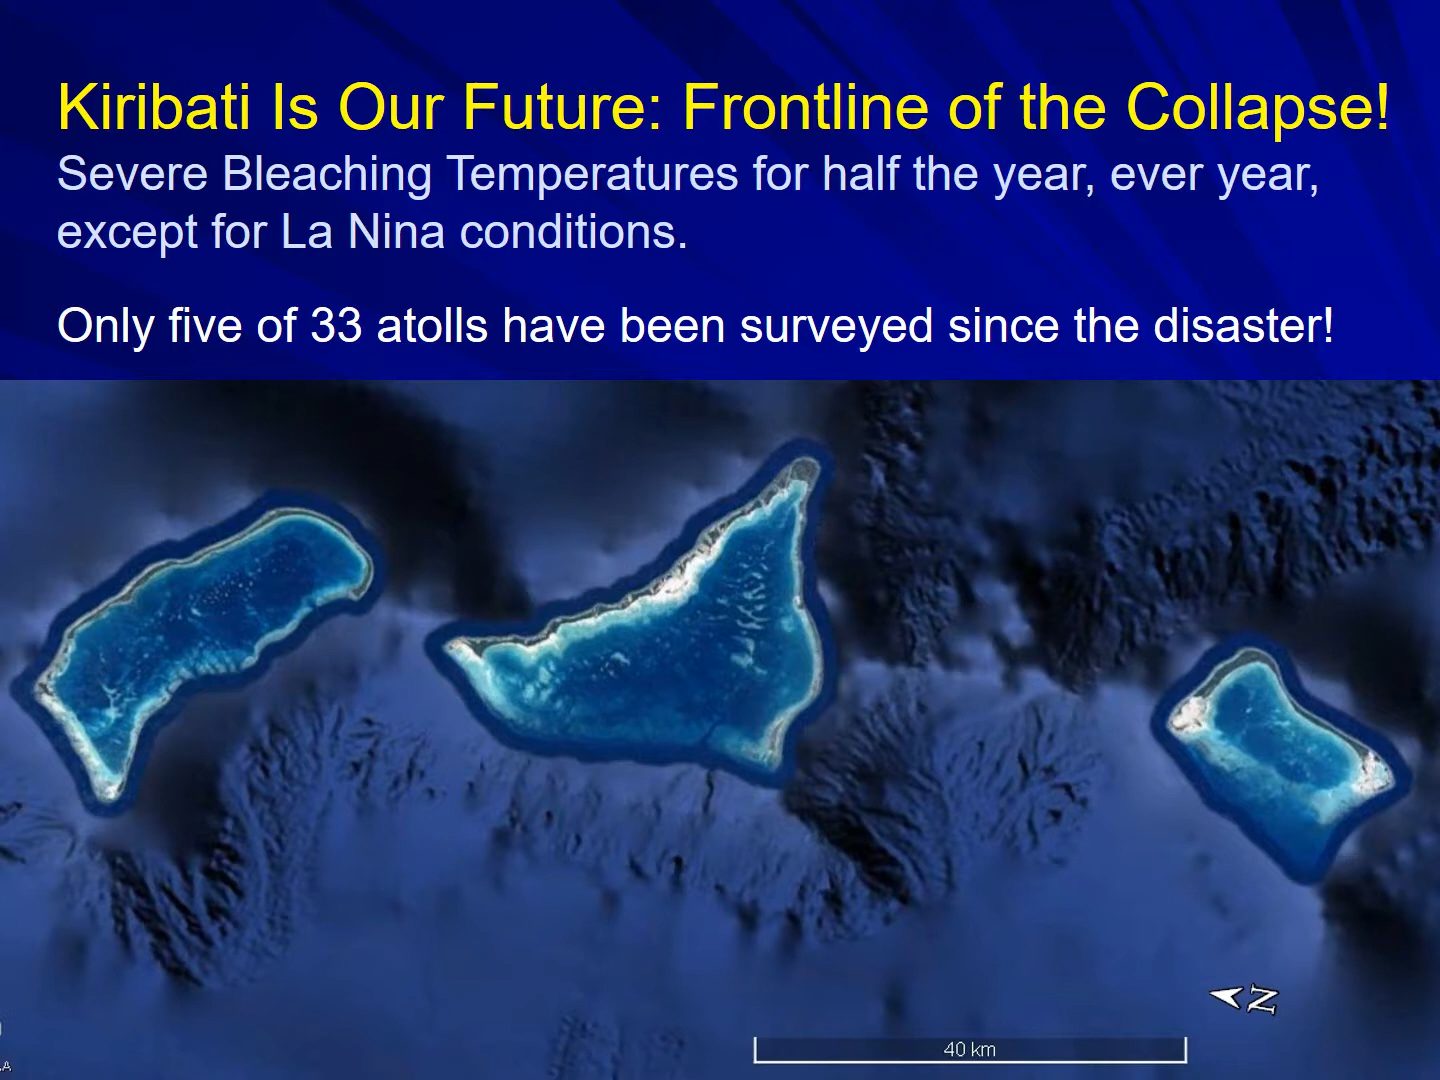 Kiribati Is Our Future: Frontline of the Collapse!
Severe Bleaching Temperatures for half the year, ever year,
except for La Nina conditions.
Only five of 33 atolls have been surveyed since the disaster!
N
40 km